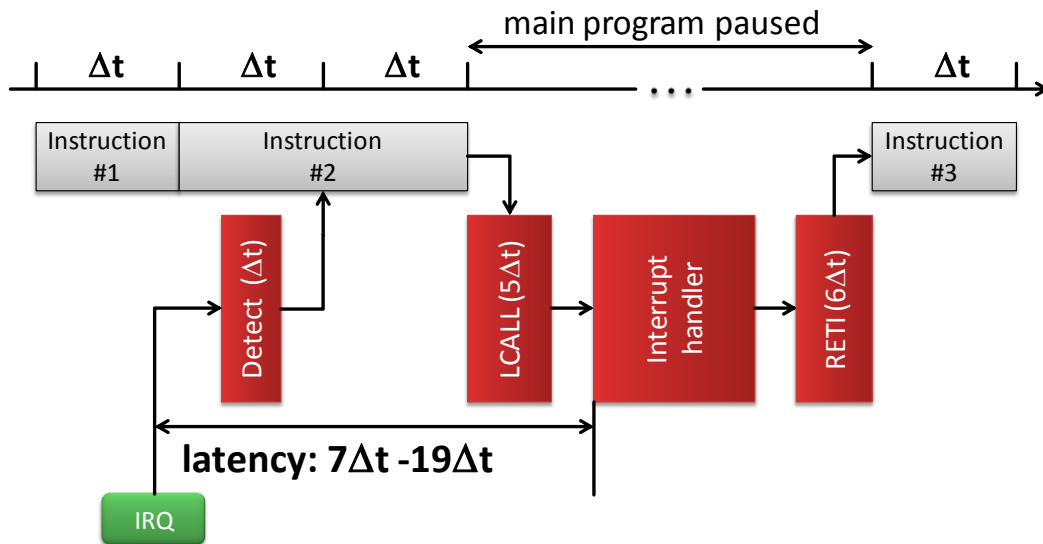 main program paused
Δt
Δt
Δt
Δt
...
Instruction
#1
Instruction
#2
Instruction
#3
Detect (Δt)
LCALL (5Δt)
Interrupt
handler
RETI (6Δt)
latency: 7Δt -19Δt
IRQ